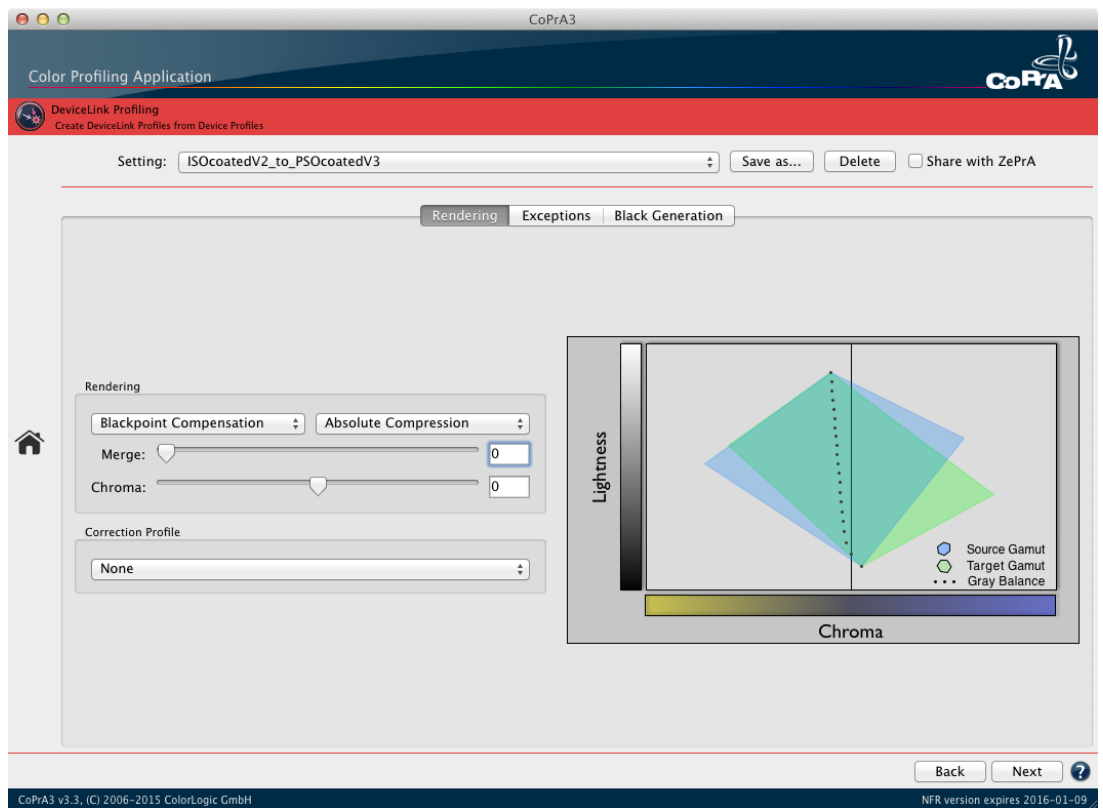 CoPrA3
Color Profiling Application
CoPrA
DeviceLink Profiling
Create DeviceLink Profiles from Device Profiles
Setting: ISOcoatedV2_to_PSOcoatedV3 Save as... Delete Share with ZePrA
Rendering Exceptions Black Generation
Rendering
Blackpoint Compensation Absolute Compression
Merge: 0
Chroma: 0
Correction Profile
None
Lightness
Source Gamut
Target Gamut
Gray Balance
Chroma
Back Next ?
CoPrA3 v3.3, (C) 2006-2015 ColorLogic GmbH NFR version expires 2016-01-09